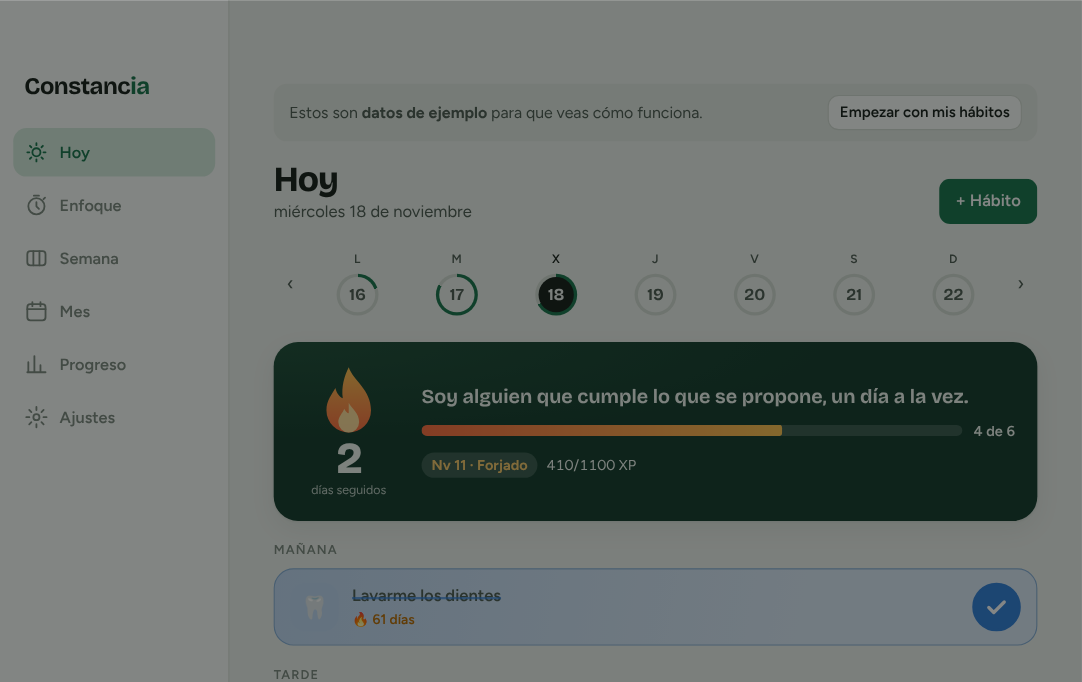 Constancia
Hoy
Enfoque
Semana
Mes
Progreso
Ajustes
Estos son datos de ejemplo para que veas cómo funciona.
Empezar con mis hábitos
Hoy
miércoles 18 de noviembre
+ Hábito
L M X J V S D
‹ 16 17 18 19 20 21 22 ›
Soy alguien que cumple lo que se propone, un día a la vez.
4 de 6
2
días seguidos
Nv 11 · Forjado 410/1100 XP
MAÑANA
Lavarme los dientes
🔥 61 días
TARDE